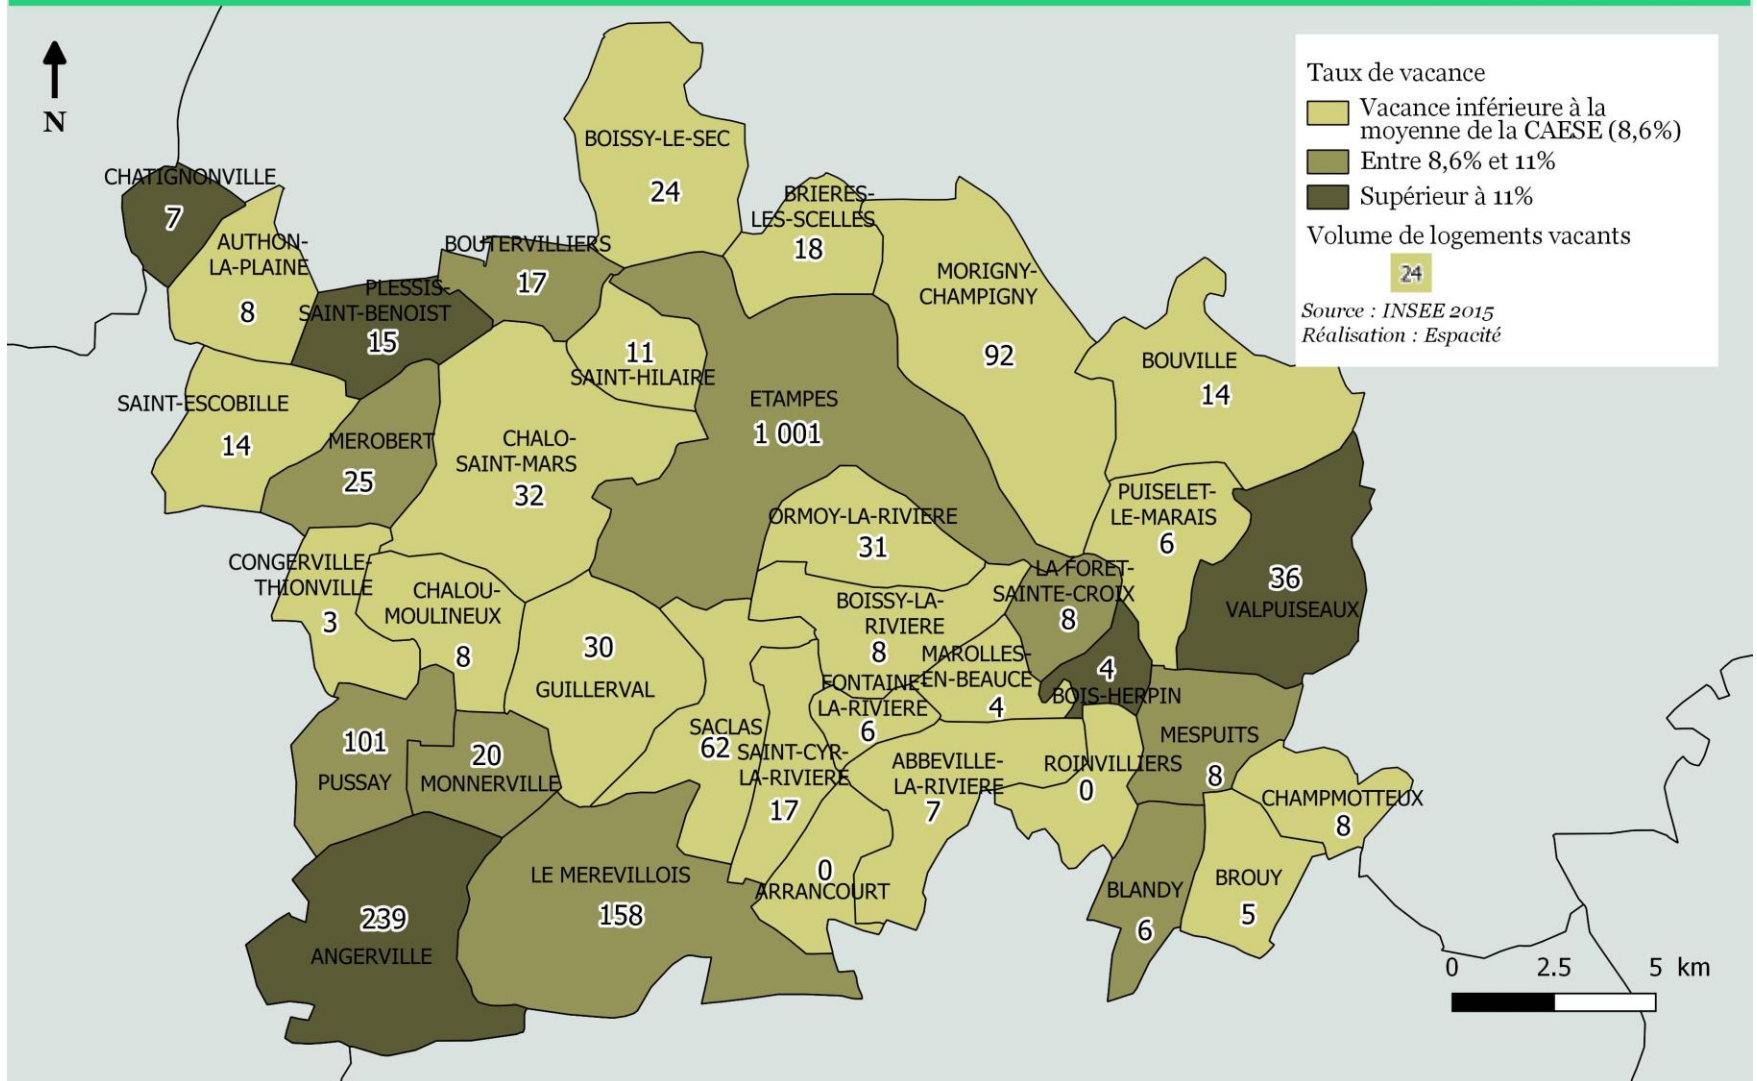 N
Taux de vacance
Vacance inférieure à la
moyenne de la CAESE (8,6%)
Entre 8,6% et 11%
Supérieur à 11%
Volume de logements vacants
24
Source : INSEE 2015
Réalisation : Espacité
BOISSY-LE-SEC
24
CHATIGNONVILLE
7
BRIERES-
LES-SCELLES
18
AUTHON-
LA-PLAINE
8
BOUTERVILLIERS
17
MORIGNY-
CHAMPIGNY
92
PLESSIS-
SAINT-BENOIST
15
11
SAINT-HILAIRE
BOUVILLE
14
SAINT-ESCOBILLE
14
ETAMPES
1 001
MEROBERT
25
CHALO-
SAINT-MARS
32
PUISELET-
LE-MARAIS
6
ORMOY-LA-RIVIERE
31
CONGERVILLE-
THIONVILLE
3
CHALOU-
MOULINEUX
8
LA FORET-
SAINTE-CROIX
8
36
VALPUISEAUX
BOISSY-LA-
RIVIERE
8
30
GUILLERVAL
MAROLLES-
EN-BEAUCE
4
4
BOIS-HERPIN
FONTAINE-
LA-RIVIERE
6
SACLAS
62
101
PUSSAY
20
MONNERVILLE
SAINT-CYR-
LA-RIVIERE
17
ABBEVILLE-
LA-RIVIERE
7
ROINVILLIERS
0
MESPUITS
8
CHAMPMOTTEUX
8
0
ARRANCOURT
LE MEREVILLOIS
158
BLANDY
6
BROUY
5
239
ANGERVILLE
0 2.5 5 km